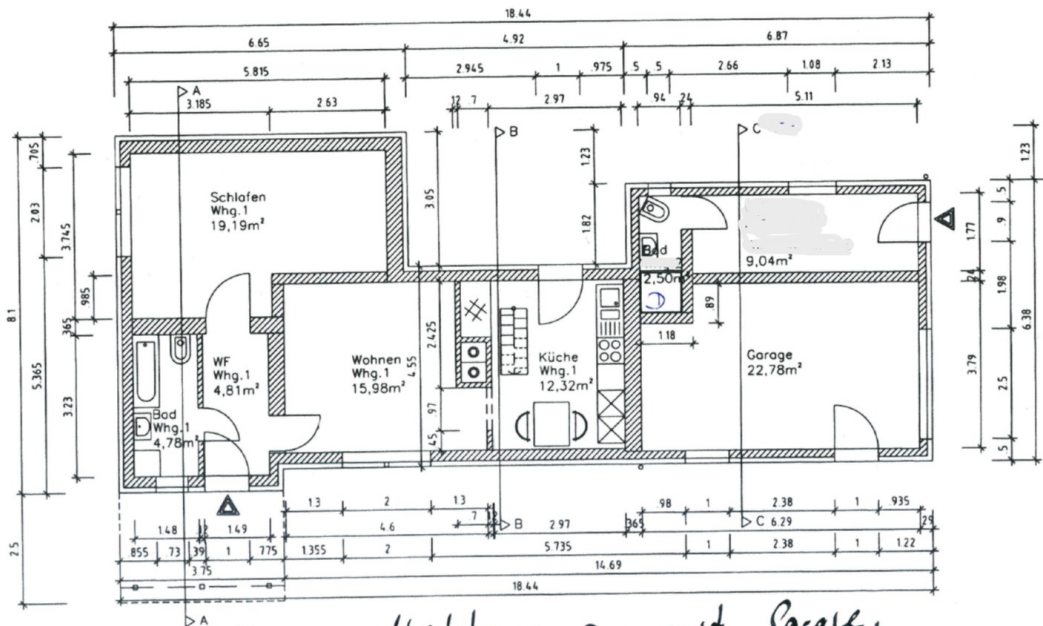 18.44
6.65 4.92 6.87
5.815 2.945 1 .975 5 5 2.66 1.08 2.13
3.185 2.63 12 7 2.97 .94 24 5.11
A B C
8.1 .705 2.03 5.365 2.5
3.745 .985 365 3.23
3.05 1.23 1.82
1.23 .5 .9 1.98 2.5 .5 6.38
1.77 24 3.79
Schlafen
Whg.1
19,19m²
Bad
2,50m²
9,04m²
WF
Whg.1
4,81m²
Wohnen
Whg.1
15,98m²
4.55
2.425
97
45
Küche
Whg.1
12,32m²
.89
1.18
Garage
22,78m²
Bad
Whg.1
4,78m²
1.3 2 1.3 .98 1 2.38 1 .935
7 12
1.48 12 1.49 4.6 B 2.97 365 C 6.29 29
.855 73 39 1 .775 1.355 2 5.735 1 2.38 1 1.22
3.75 14.69
18.44
A